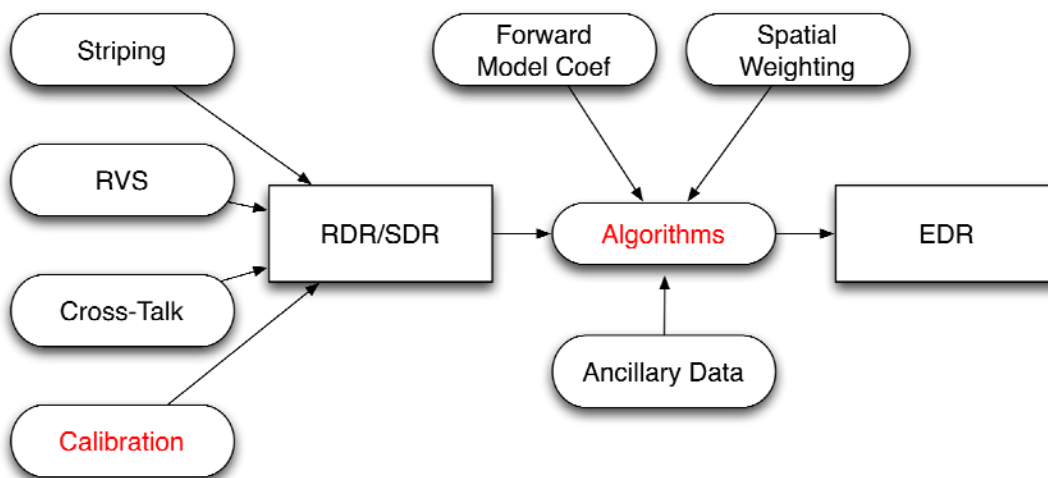 Striping
Forward
Model Coef
Spatial
Weighting
RVS
RDR/SDR
Algorithms
EDR
Cross-Talk
Ancillary Data
Calibration